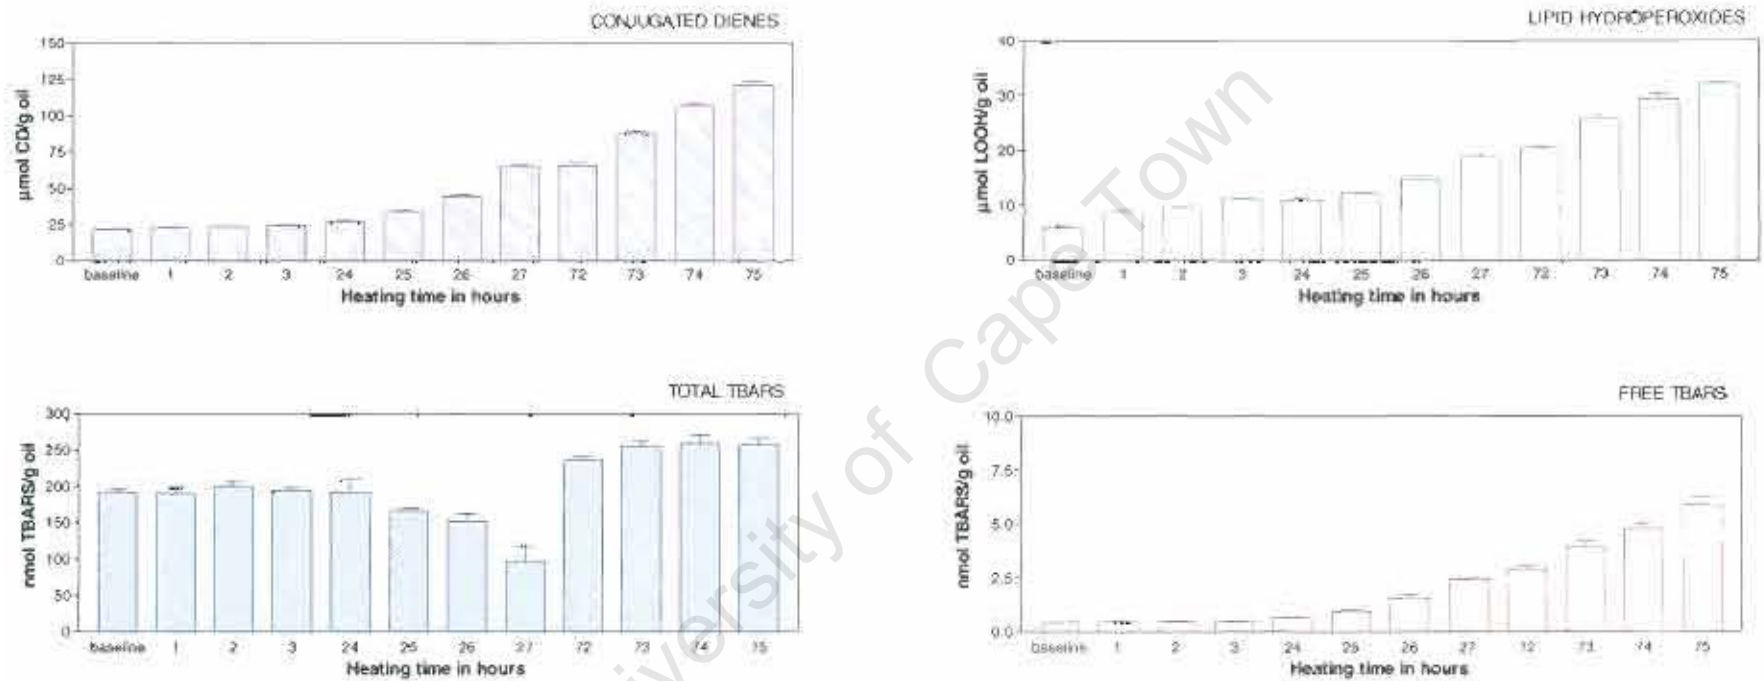 CONJUGATED DIENES
150
125
100
75
50
25
0
µmol CD/g oil
baseline 1 2 3 24 25 26 27 72 73 74 75
Heating time in hours
LIPID HYDROPEROXIDES
40
30
20
10
0
µmol LOOH/g oil
baseline 1 2 3 24 25 26 27 72 73 74 75
Heating time in hours
TOTAL TBARS
300
250
200
150
100
50
0
nmol TBARS/g oil
baseline 1 2 3 24 25 26 27 72 73 74 75
Heating time in hours
FREE TBARS
10.0
7.5
5.0
2.5
0.0
nmol TBARS/g oil
baseline 1 2 3 24 25 26 27 72 73 74 75
Heating time in hours
versity of Cape Town